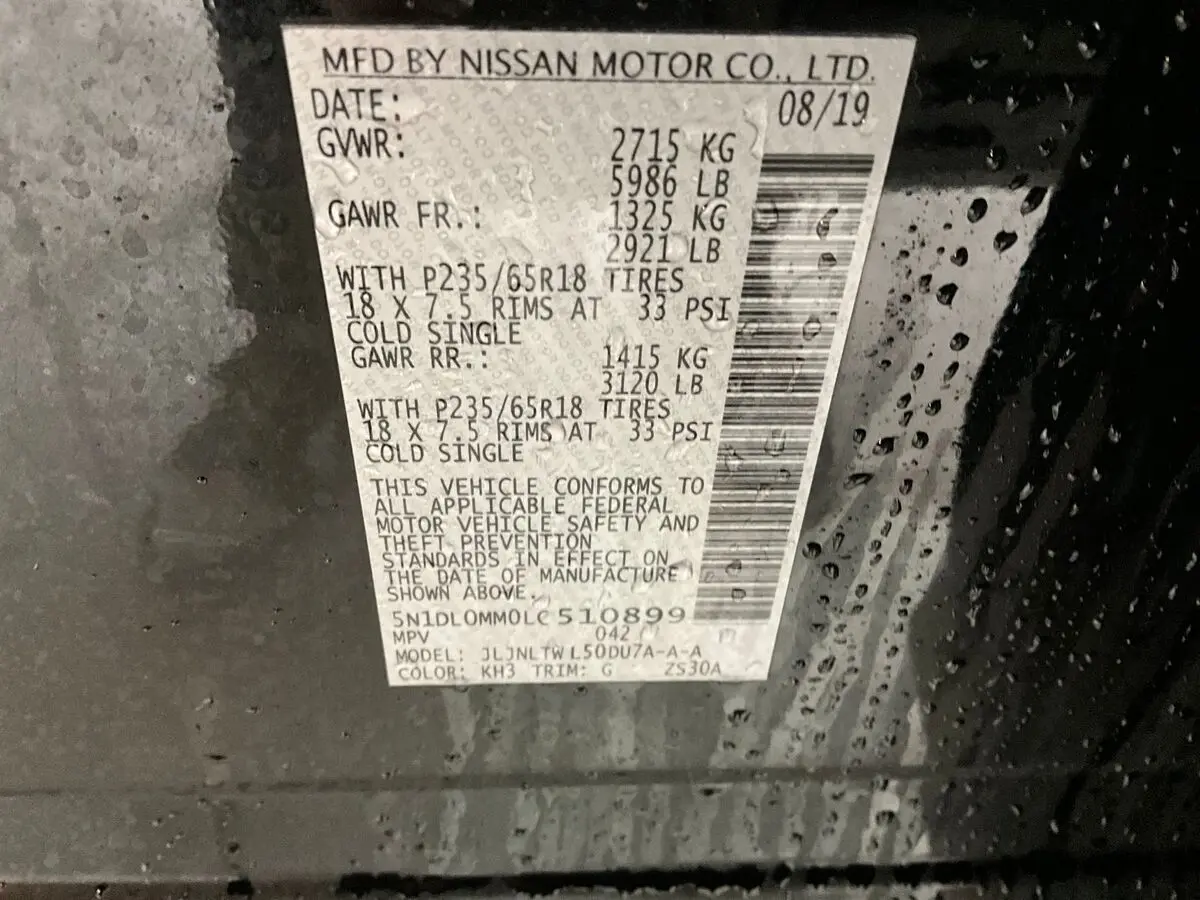 MFD BY NISSAN MOTOR CO., LTD.
DATE: 08/19
GVWR: 2715 KG
5986 LB
GAWR FR.: 1325 KG
2921 LB
WITH P235/65R18 TIRES
18 X 7.5 RIMS AT 33 PSI
COLD SINGLE
GAWR RR.: 1415 KG
3120 LB
WITH P235/65R18 TIRES
18 X 7.5 RIMS AT 33 PSI
COLD SINGLE
THIS VEHICLE CONFORMS TO
ALL APPLICABLE FEDERAL
MOTOR VEHICLE SAFETY AND
THEFT PREVENTION
STANDARDS IN EFFECT ON
THE DATE OF MANUFACTURE
SHOWN ABOVE.
5N1DL0MM0LC510899
MPV 042
MODEL: JLJNLTWL50DU7A-A-A
COLOR: KH3 TRIM: G ZS30A